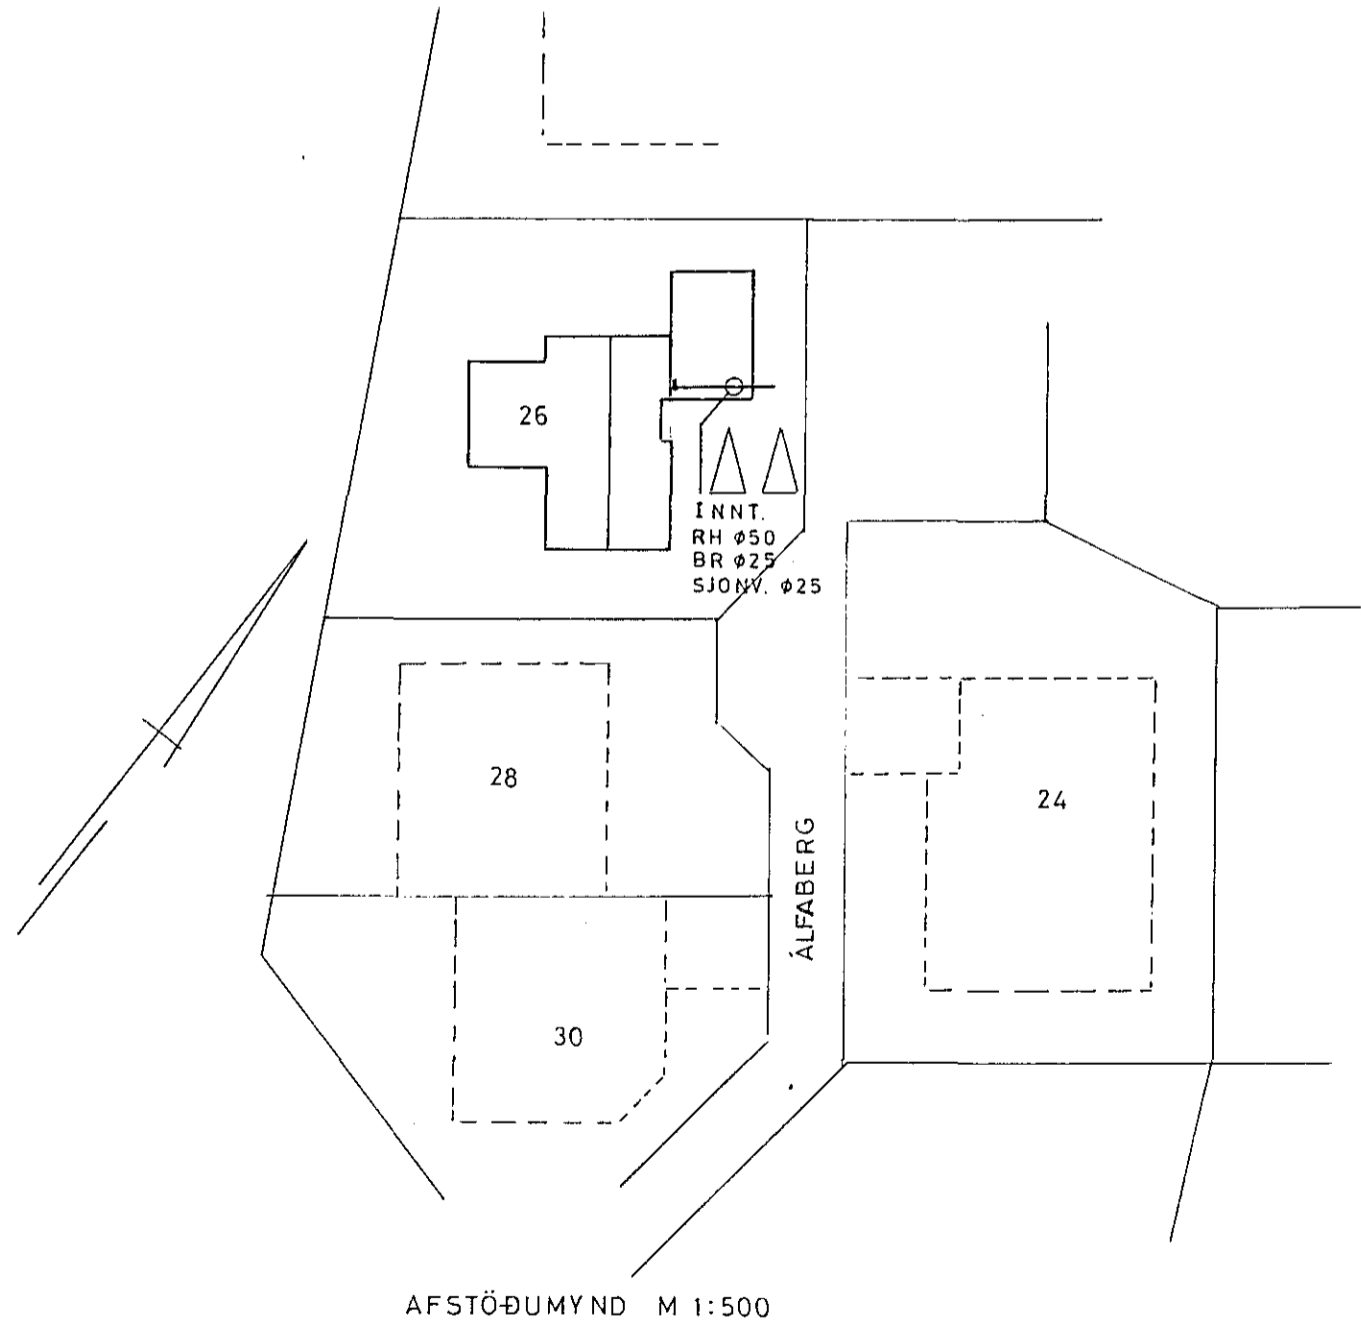 26
INNT.
RH ø50
BR ø25
SJONV. ø25
28
24
ÁLFABERG
30
AFSTÖÐUMYND M 1:500